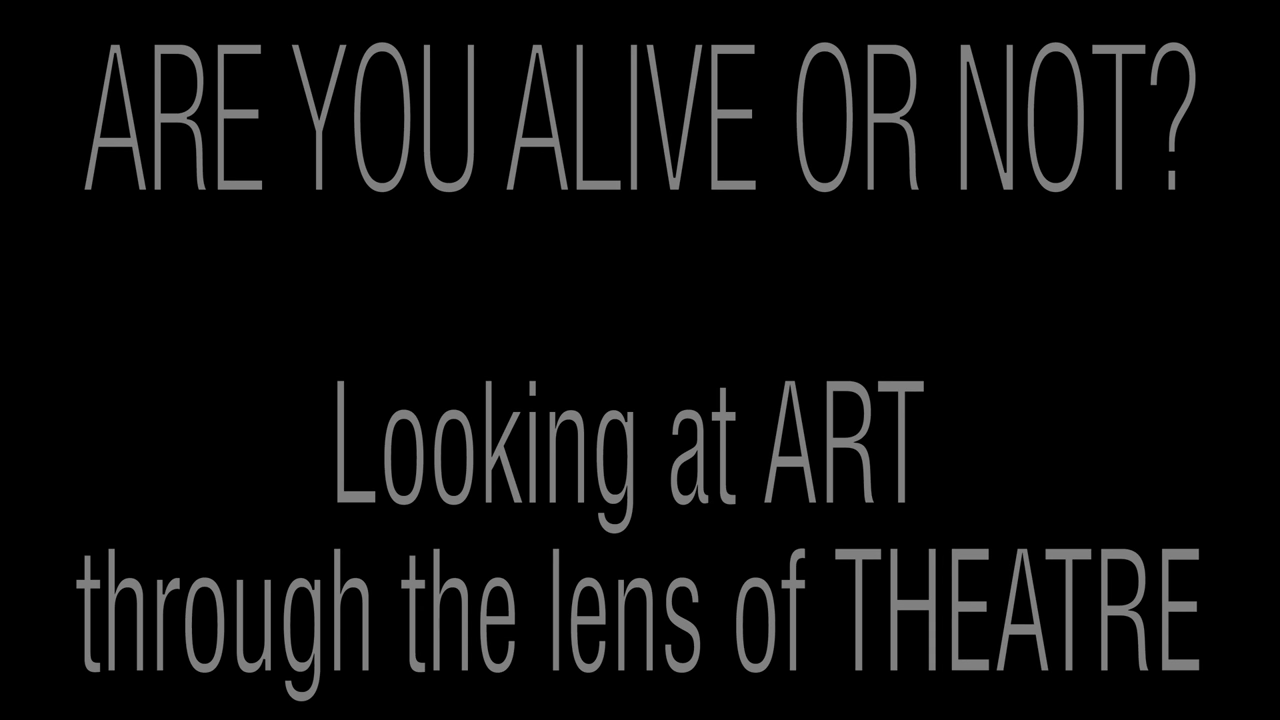 ARE YOU ALIVE OR NOT?
Looking at ART
through the lens of THEATRE